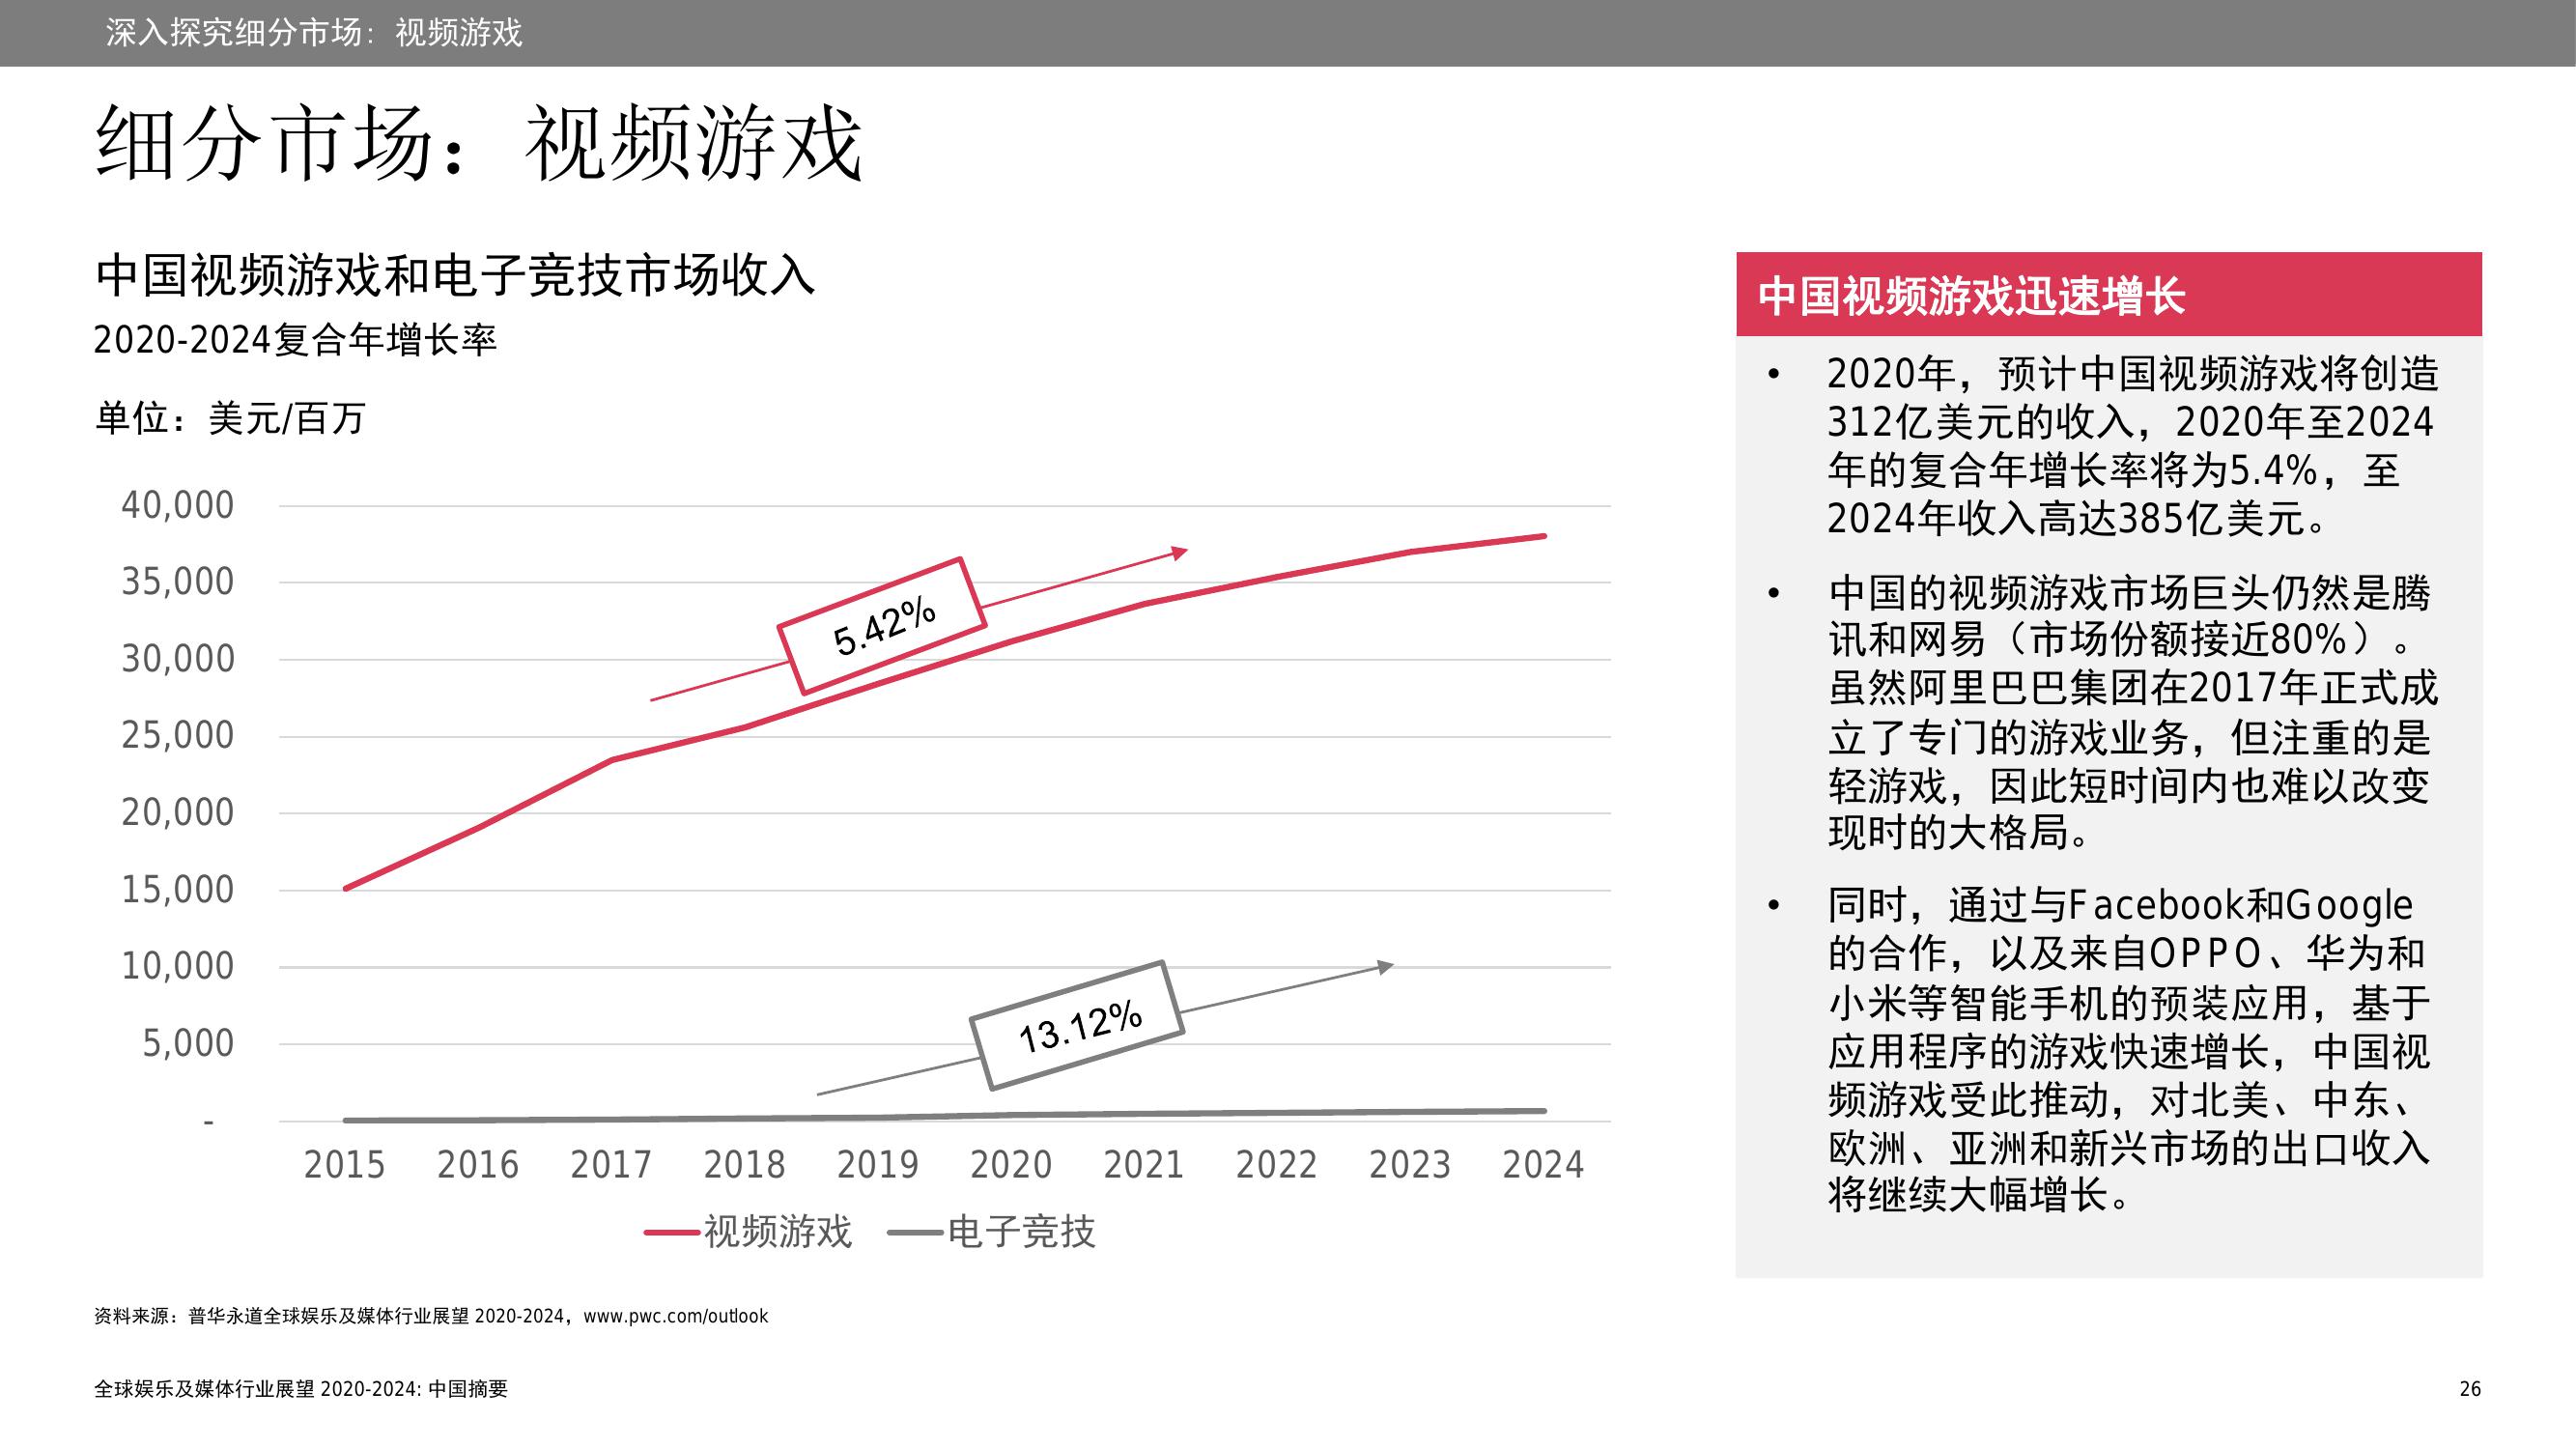 深入探究细分市场：视频游戏
细分市场：视频游戏
中国视频游戏和电子竞技市场收入
2020-2024复合年增长率
单位：美元/百万
40,000
35,000
30,000
25,000
20,000
15,000
10,000
5,000
-
5.42%
13.12%
2015 2016 2017 2018 2019 2020 2021 2022 2023 2024
视频游戏 电子竞技
中国视频游戏迅速增长
• 2020年，预计中国视频游戏将创造
312亿美元的收入，2020年至2024
年的复合年增长率将为5.4%，至
2024年收入高达385亿美元。
• 中国的视频游戏市场巨头仍然是腾
讯和网易（市场份额接近80%）。
虽然阿里巴巴集团在2017年正式成
立了专门的游戏业务，但注重的是
轻游戏，因此短时间内也难以改变
现时的大格局。
• 同时，通过与Facebook和Google
的合作，以及来自OPPO、华为和
小米等智能手机的预装应用，基于
应用程序的游戏快速增长，中国视
频游戏受此推动，对北美、中东、
欧洲、亚洲和新兴市场的出口收入
将继续大幅增长。
资料来源：普华永道全球娱乐及媒体行业展望 2020-2024，www.pwc.com/outlook
全球娱乐及媒体行业展望 2020-2024: 中国摘要
26